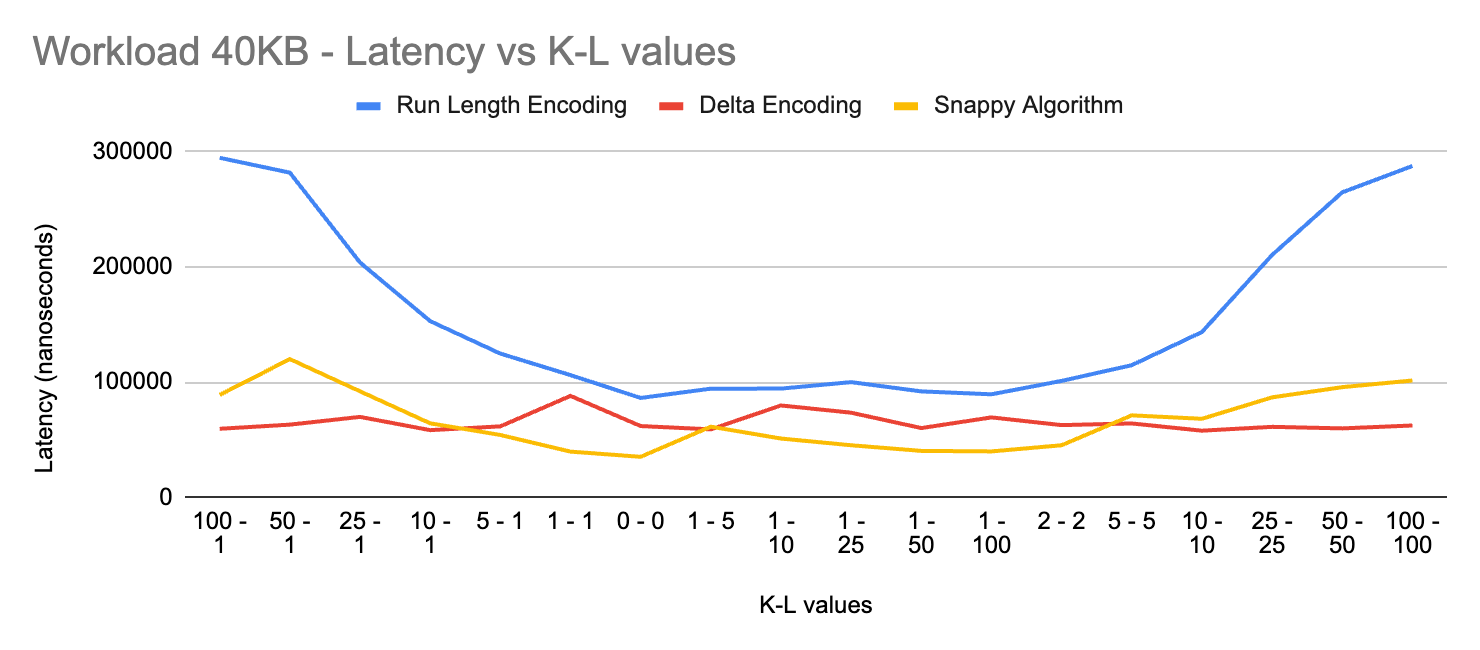 Workload 40KB - Latency vs K-L values
Run Length Encoding Delta Encoding Snappy Algorithm
300000
200000
100000
0
Latency (nanoseconds)
100 - 50 - 25 - 10 - 5 - 1 1 - 1 0 - 0 1 - 5 1 - 1 - 1 - 1 - 2 - 2 5 - 5 10 - 25 - 50 - 100 -
1 1 1 1 10 25 50 100 10 25 50 100
K-L values